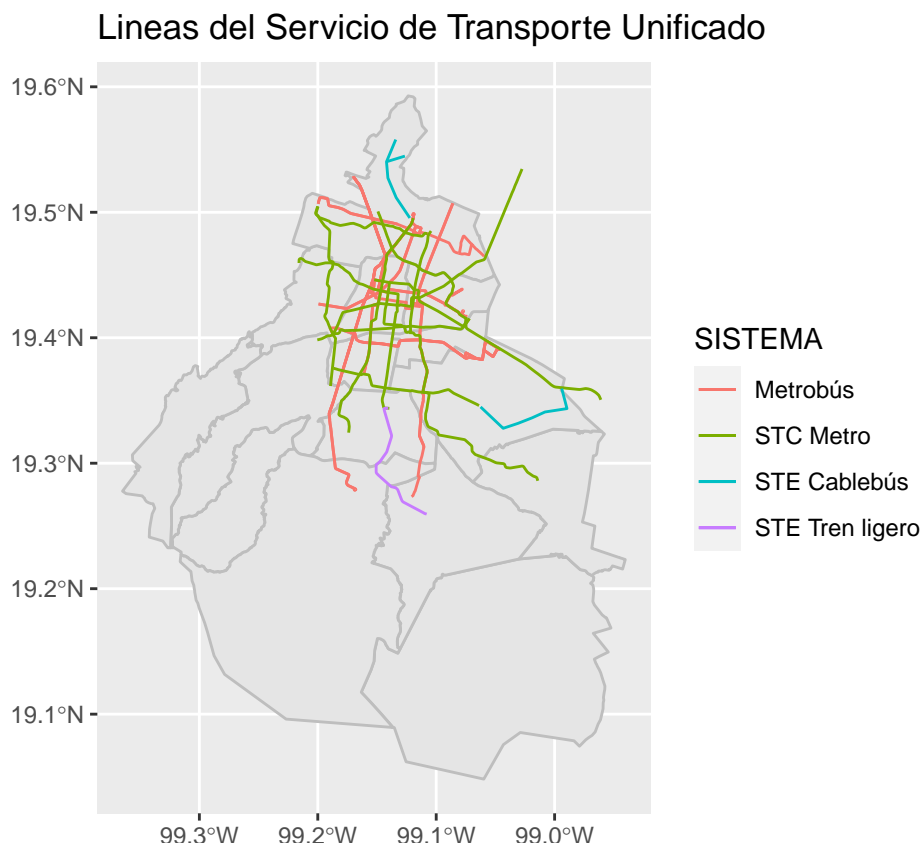 Lineas del Servicio de Transporte Unificado
19.6°N
19.5°N
19.4°N
19.3°N
19.2°N
19.1°N
99.3°W 99.2°W 99.1°W 99.0°W
SISTEMA
Metrobús
STC Metro
STE Cablebús
STE Tren ligero